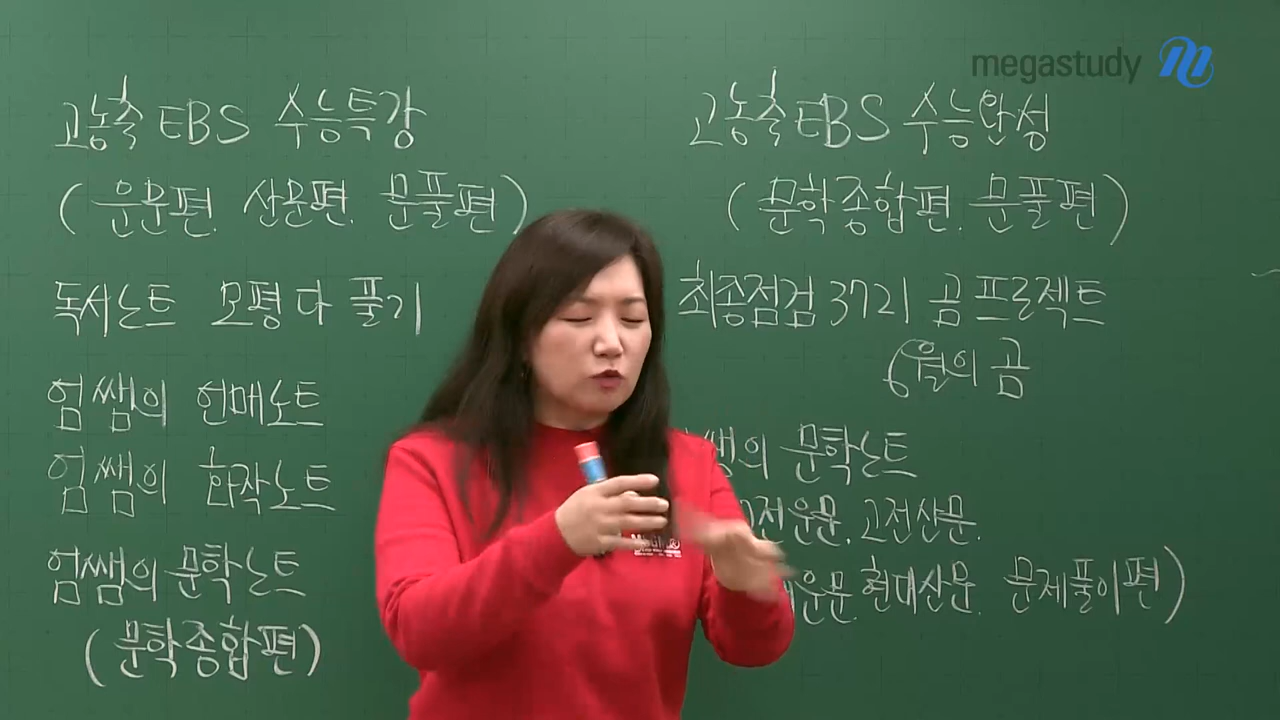 megastudy
고농축 EBS 수능특강
(운문편. 산문편. 문풀편)
독서노트 모평 다 풀기
엄쌤의 언매노트
엄쌤의 화작노트
엄쌤의 문학노트
(문학종합편)
고농축 EBS 수능완성
(문학종합편. 문풀편)
최종점검 3721 곰 프로젝트
6월의 곰
쌤의 문학노트
고전운문. 고전산문.
운문. 현대산문. 문제풀이편)